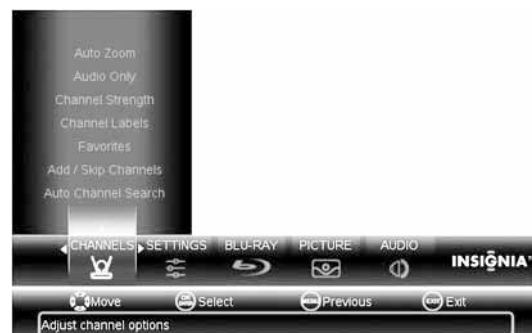 Auto Zoom
Audio Only
Channel Strength
Channel Labels
Favorites
Add / Skip Channels
Auto Channel Search
CHANNELS SETTINGS BLU-RAY PICTURE AUDIO
INSIGNIA
Move Select Previous Exit
Adjust channel options